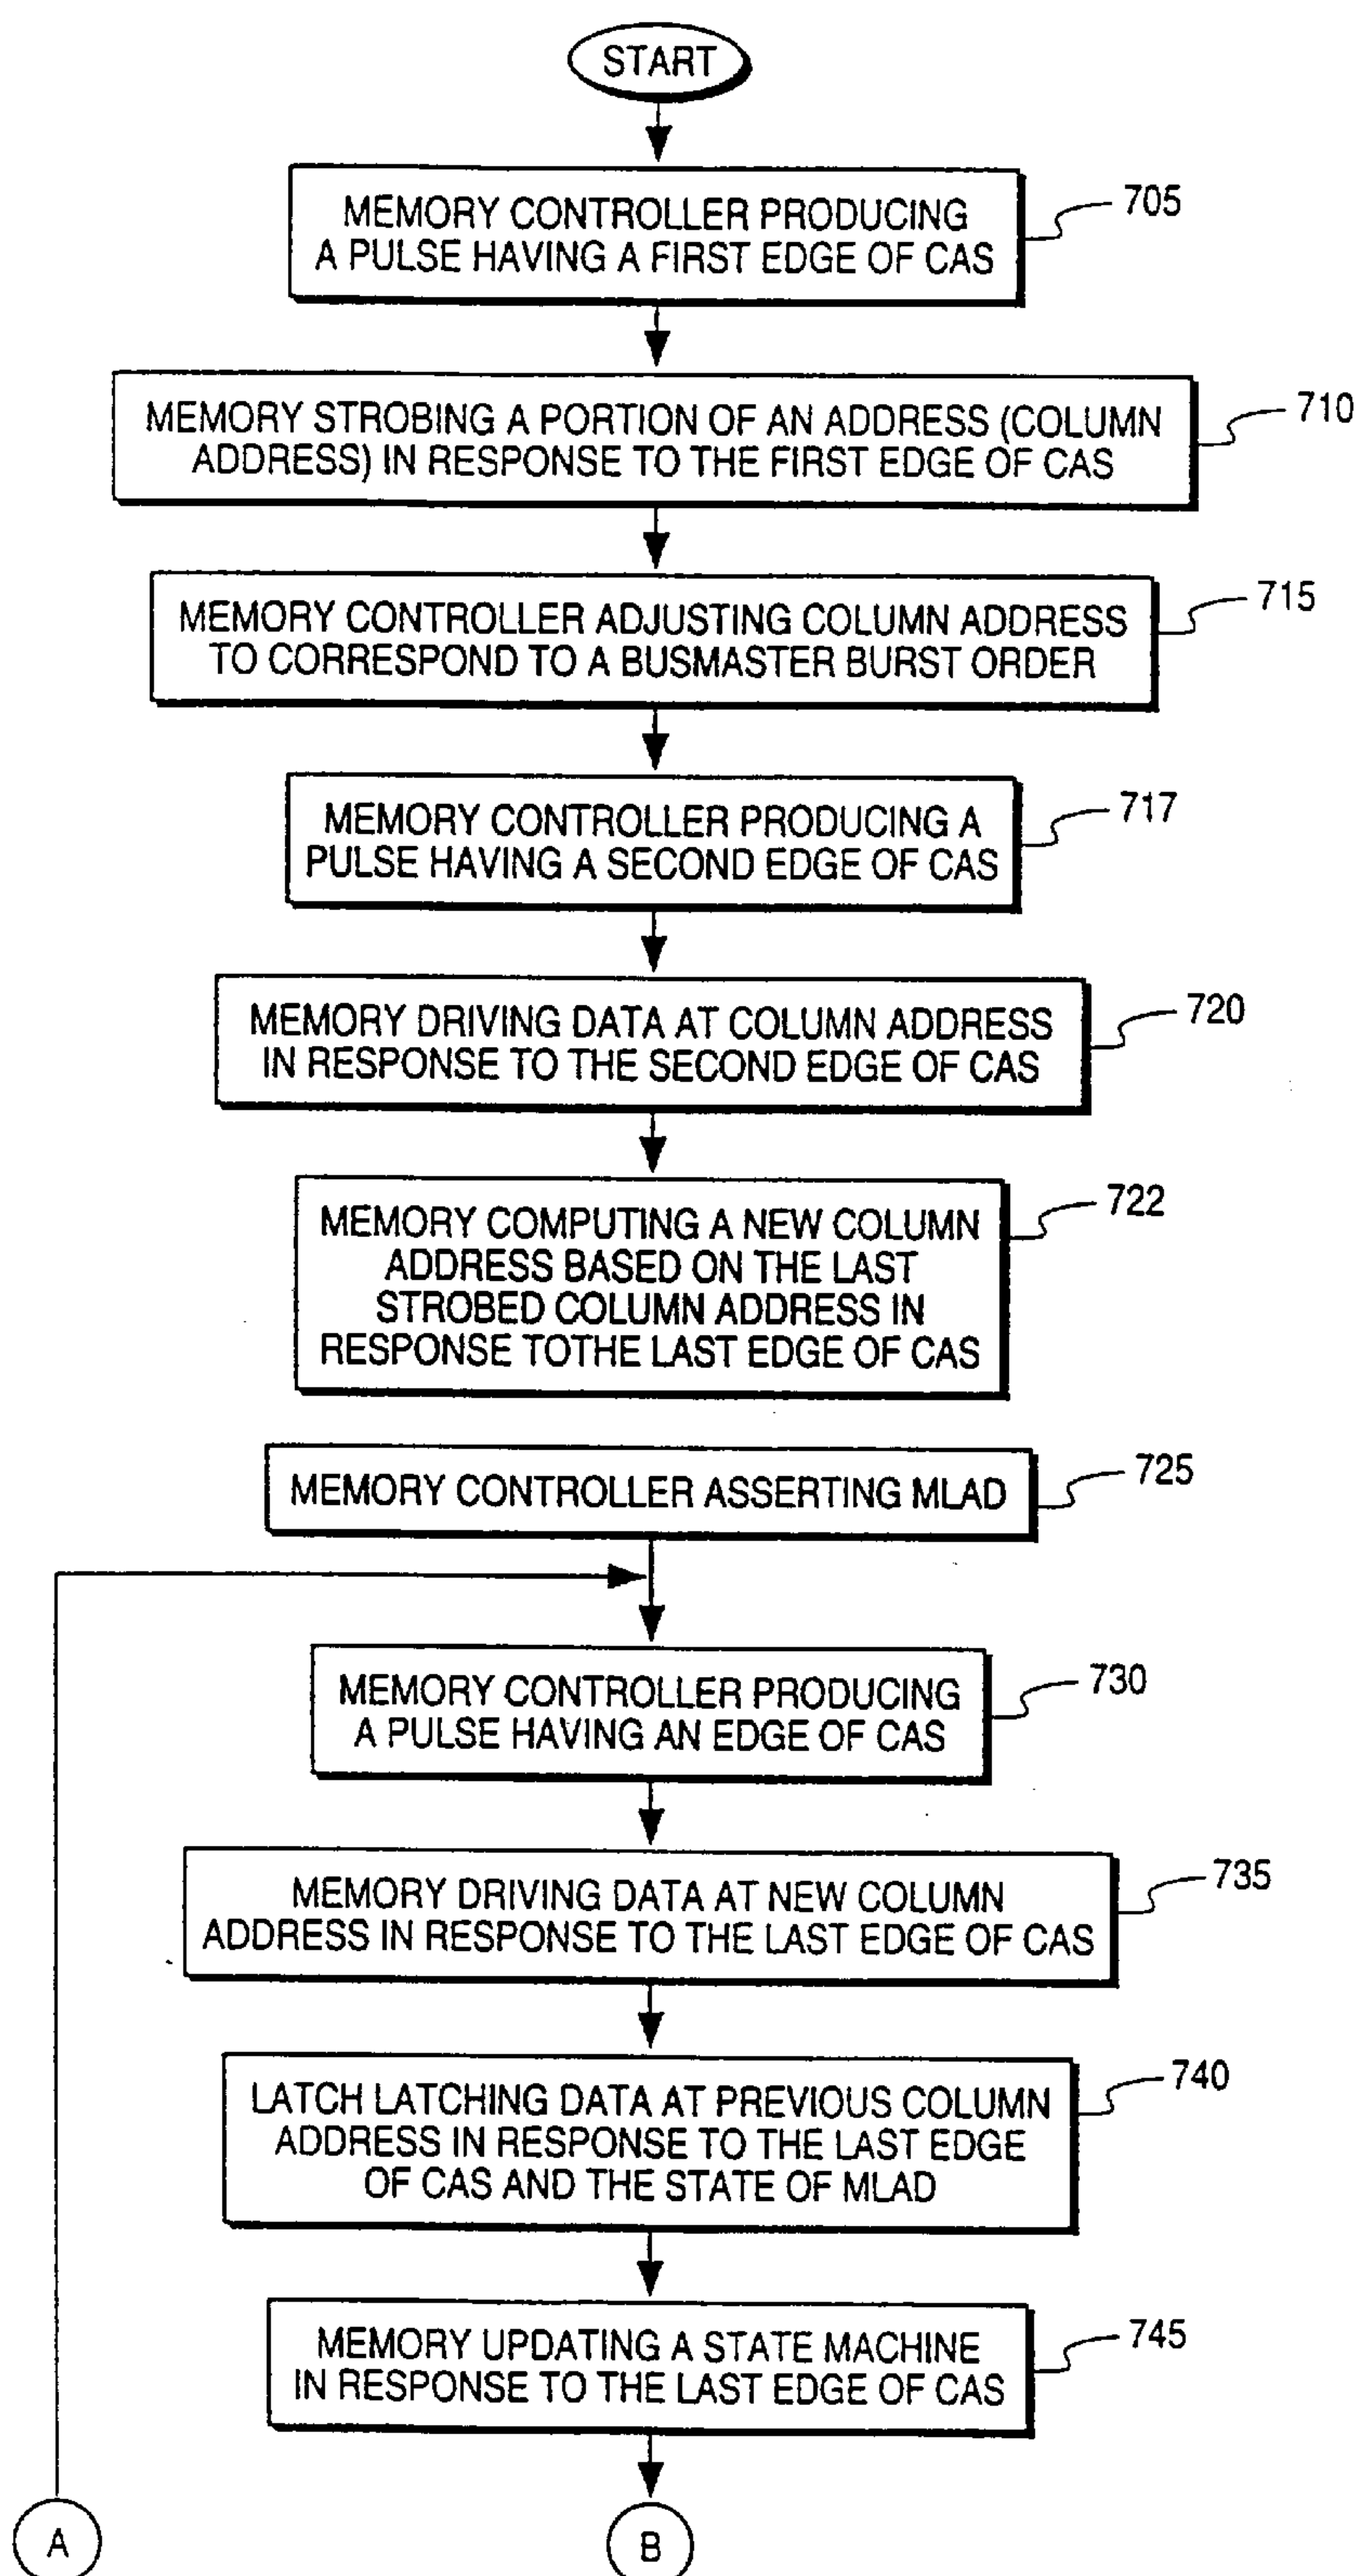 START
MEMORY CONTROLLER PRODUCING
A PULSE HAVING A FIRST EDGE OF CAS
705
MEMORY STROBING A PORTION OF AN ADDRESS (COLUMN
ADDRESS) IN RESPONSE TO THE FIRST EDGE OF CAS
710
MEMORY CONTROLLER ADJUSTING COLUMN ADDRESS
TO CORRESPOND TO A BUSMASTER BURST ORDER
715
MEMORY CONTROLLER PRODUCING A
PULSE HAVING A SECOND EDGE OF CAS
717
MEMORY DRIVING DATA AT COLUMN ADDRESS
IN RESPONSE TO THE SECOND EDGE OF CAS
720
MEMORY COMPUTING A NEW COLUMN
ADDRESS BASED ON THE LAST
STROBED COLUMN ADDRESS IN
RESPONSE TOTHE LAST EDGE OF CAS
722
MEMORY CONTROLLER ASSERTING MLAD
725
MEMORY CONTROLLER PRODUCING
A PULSE HAVING AN EDGE OF CAS
730
MEMORY DRIVING DATA AT NEW COLUMN
ADDRESS IN RESPONSE TO THE LAST EDGE OF CAS
735
LATCH LATCHING DATA AT PREVIOUS COLUMN
ADDRESS IN RESPONSE TO THE LAST EDGE
OF CAS AND THE STATE OF MLAD
740
MEMORY UPDATING A STATE MACHINE
IN RESPONSE TO THE LAST EDGE OF CAS
745
A
B